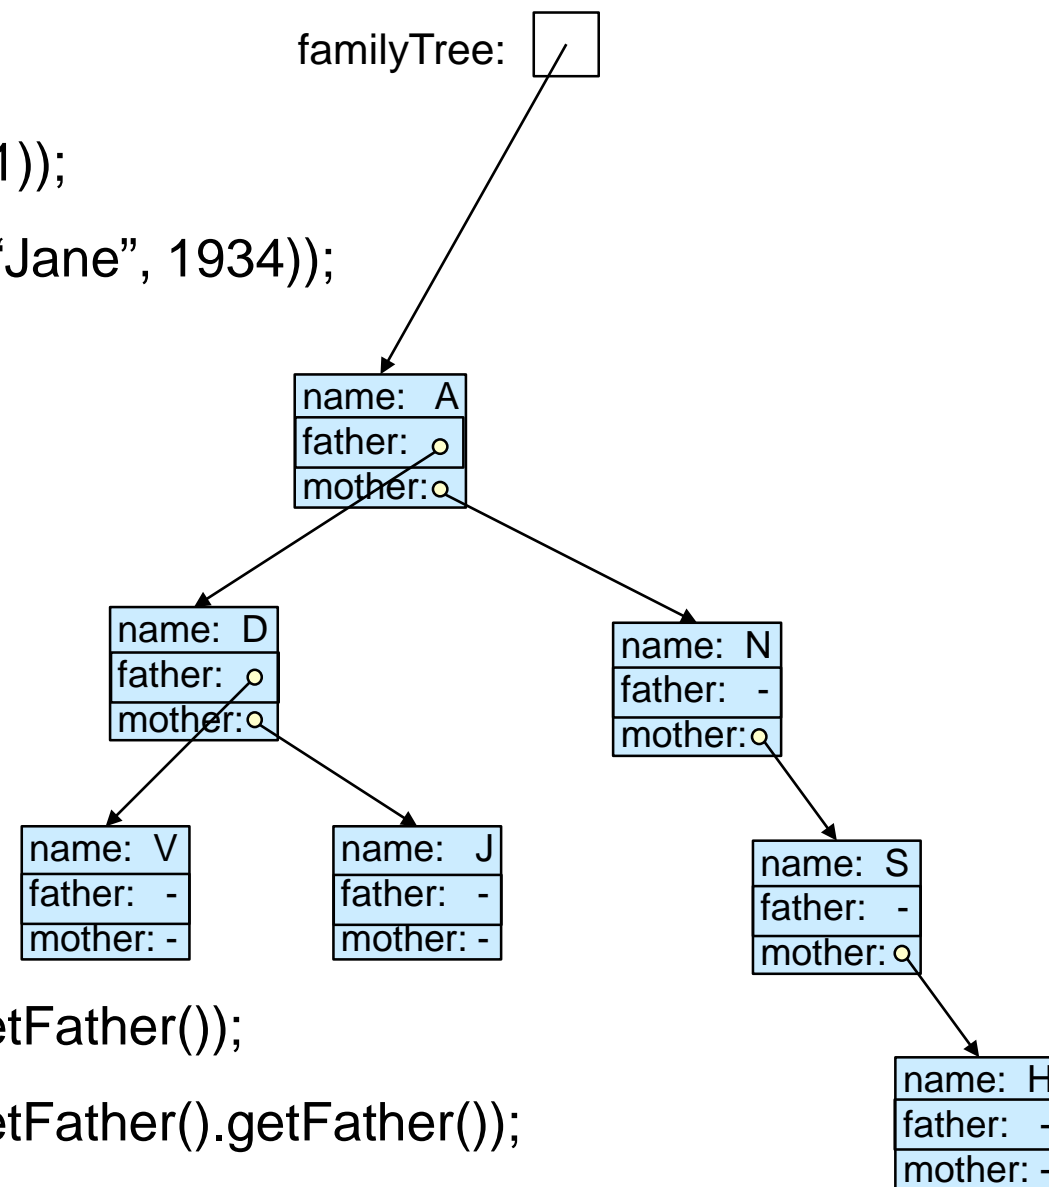 familyTree:
1));
“Jane”, 1934));
name: A
father:
mother:
name: D
father:
mother:
name: N
father: -
mother:
name: V
father: -
mother: -
name: J
father: -
mother: -
name: S
father: -
mother:
etFather());
etFather().getFather());
name: H
father: -
mother: -